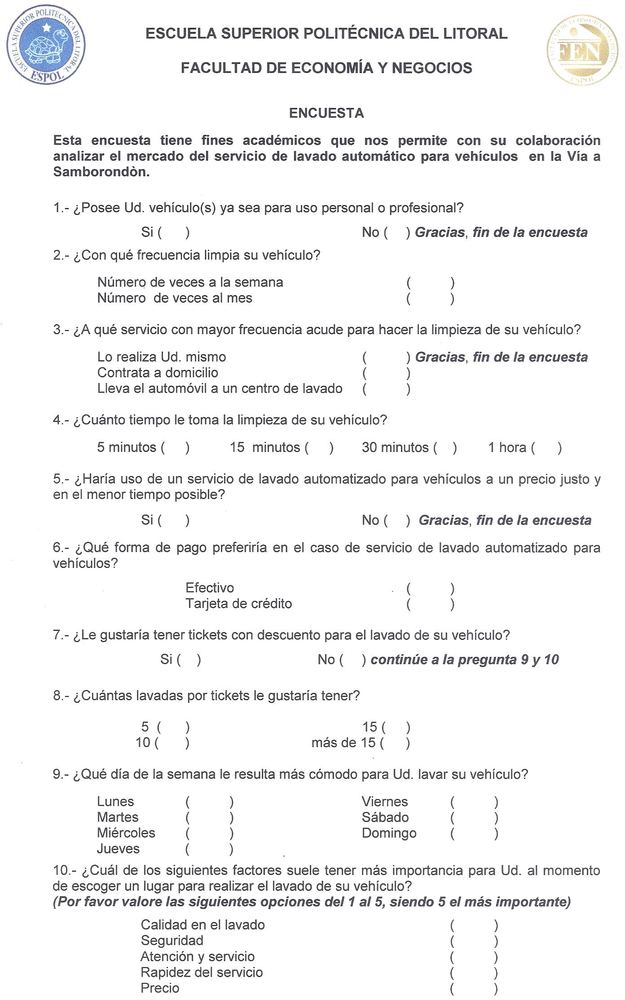 ESCUELA SUPERIOR POLITECNICA DEL LITORAL
ESPOL
ESCUELA SUPERIOR POLITÉCNICA DEL LITORAL
FACULTAD DE ECONOMÍA Y NEGOCIOS
FACULTAD DE ECONOMIA Y NEGOCIOS
FEN
ESPOL
ENCUESTA
Esta encuesta tiene fines académicos que nos permite con su colaboración
analizar el mercado del servicio de lavado automático para vehículos en la Vía a
Samborondòn.
1.- ¿Posee Ud. vehículo(s) ya sea para uso personal o profesional?
Si ( ) No ( ) Gracias, fin de la encuesta
2.- ¿Con qué frecuencia limpia su vehículo?
Número de veces a la semana ( )
Número de veces al mes ( )
3.- ¿A qué servicio con mayor frecuencia acude para hacer la limpieza de su vehículo?
Lo realiza Ud. mismo ( ) Gracias, fin de la encuesta
Contrata a domicilio ( )
Lleva el automóvil a un centro de lavado ( )
4.- ¿Cuánto tiempo le toma la limpieza de su vehículo?
5 minutos ( ) 15 minutos ( ) 30 minutos ( ) 1 hora ( )
5.- ¿Haría uso de un servicio de lavado automatizado para vehículos a un precio justo y
en el menor tiempo posible?
Si ( ) No ( ) Gracias, fin de la encuesta
6.- ¿Qué forma de pago preferiría en el caso de servicio de lavado automatizado para
vehículos?
Efectivo ( )
Tarjeta de crédito ( )
7.- ¿Le gustaría tener tickets con descuento para el lavado de su vehículo?
Si ( ) No ( ) continúe a la pregunta 9 y 10
8.- ¿Cuántas lavadas por tickets le gustaría tener?
5 ( ) 15 ( )
10 ( ) más de 15 ( )
9.- ¿Qué día de la semana le resulta más cómodo para Ud. lavar su vehículo?
Lunes ( ) Viernes ( )
Martes ( ) Sábado ( )
Miércoles ( ) Domingo ( )
Jueves ( )
10.- ¿Cuál de los siguientes factores suele tener más importancia para Ud. al momento
de escoger un lugar para realizar el lavado de su vehículo?
(Por favor valore las siguientes opciones del 1 al 5, siendo 5 el más importante)
Calidad en el lavado ( )
Seguridad ( )
Atención y servicio ( )
Rapidez del servicio ( )
Precio ( )